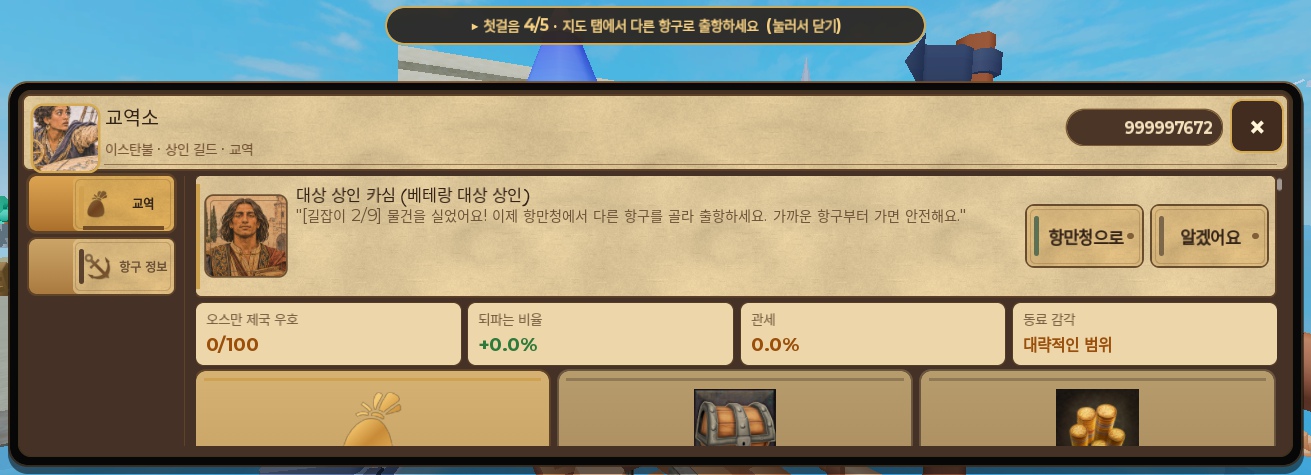 ▸ 첫걸음 4/5 · 지도 탭에서 다른 항구로 출항하세요 (눌러서 닫기)
교역소
이스탄불 · 상인 길드 · 교역
999997672
×
교역
항구 정보
대상 상인 카심 (베테랑 대상 상인)
"[길잡이 2/9] 물건을 실었어요! 이제 항만청에서 다른 항구를 골라 출항하세요. 가까운 항구부터 가면 안전해요."
항만청으로
알겠어요
오스만 제국 우호
0/100
되파는 비율
+0.0%
관세
0.0%
동료 감각
대략적인 범위